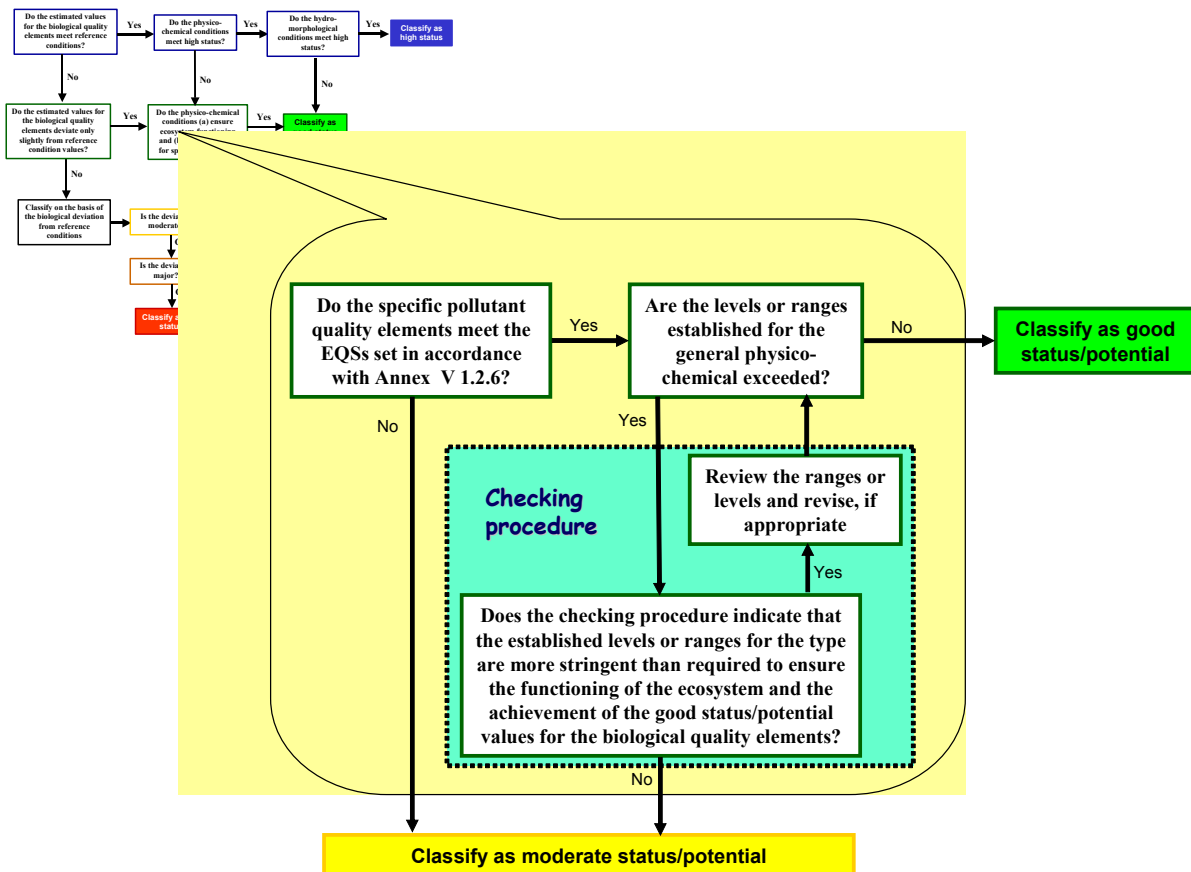 Do the estimated values
for the biological quality
elements meet reference
conditions?
Yes
Do the physico-
chemical conditions
meet high status?
Yes
Do the hydro-
morphological
conditions meet high
status?
Yes
Classify as
high status
No
No
No
Do the estimated values for
the biological quality
elements deviate only
slightly from reference
condition values?
Yes
Do the physico-chemical
conditions (a) ensure
ecosystem functioning
and
for
Yes
Classify as
No
Classify on the basis of
the biological deviation
from reference
conditions
Is the
moderate
Is the
major?
Classify
Do the specific pollutant
quality elements meet the
EQSs set in accordance
with Annex V 1.2.6?
Yes
Are the levels or ranges
established for the
general physico-
chemical exceeded?
No
Classify as good
status/potential
No
Yes
Checking
procedure
Review the ranges or
levels and revise, if
appropriate
Yes
Does the checking procedure indicate that
the established levels or ranges for the type
are more stringent than required to ensure
the functioning of the ecosystem and the
achievement of the good status/potential
values for the biological quality elements?
No
Classify as moderate status/potential